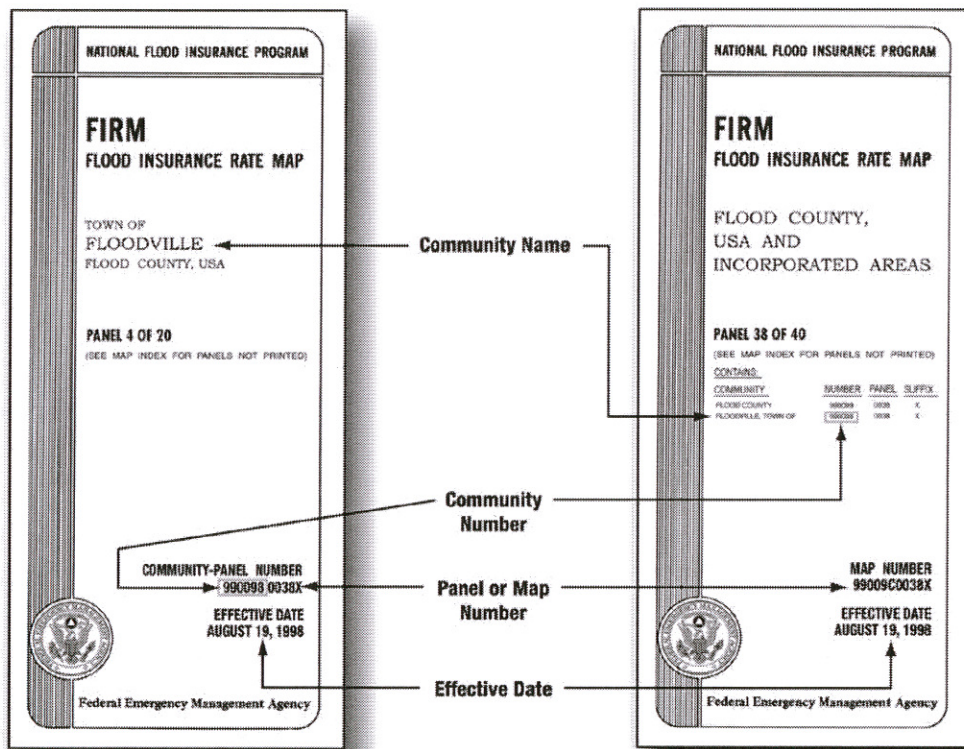 NATIONAL FLOOD INSURANCE PROGRAM
FIRM
FLOOD INSURANCE RATE MAP
TOWN OF
FLOODVILLE
FLOOD COUNTY, USA
PANEL 4 OF 20
(SEE MAP INDEX FOR PANELS NOT PRINTED)
COMMUNITY-PANEL NUMBER
990098 0038X
EFFECTIVE DATE
AUGUST 19, 1998
Federal Emergency Management Agency
Community Name
Community
Number
Panel or Map
Number
Effective Date
NATIONAL FLOOD INSURANCE PROGRAM
FIRM
FLOOD INSURANCE RATE MAP
FLOOD COUNTY,
USA AND
INCORPORATED AREAS
PANEL 38 OF 40
(SEE MAP INDEX FOR PANELS NOT PRINTED)
CONTAINS:
COMMUNITY NUMBER PANEL SUFFIX
FLOOD COUNTY 0038 X
FLOODVILLE, TOWN OF 0038 X
MAP NUMBER
99009C0038X
EFFECTIVE DATE
AUGUST 19, 1998
Federal Emergency Management Agency